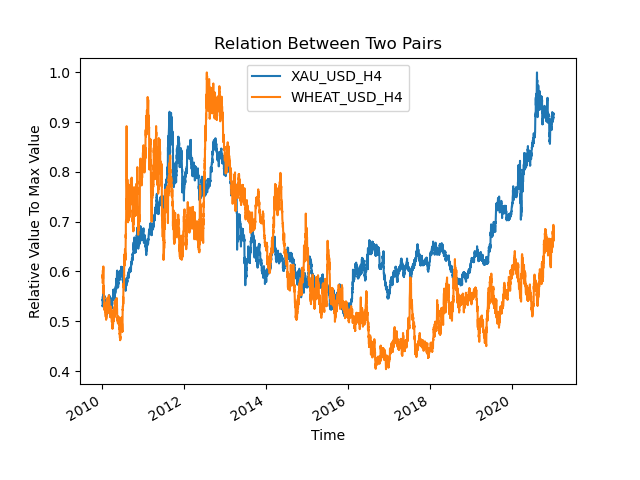 Relation Between Two Pairs
XAU_USD_H4
WHEAT_USD_H4
Relative Value To Max Value
1.0
0.9
0.8
0.7
0.6
0.5
0.4
2010
2012
2014
2016
2018
2020
Time